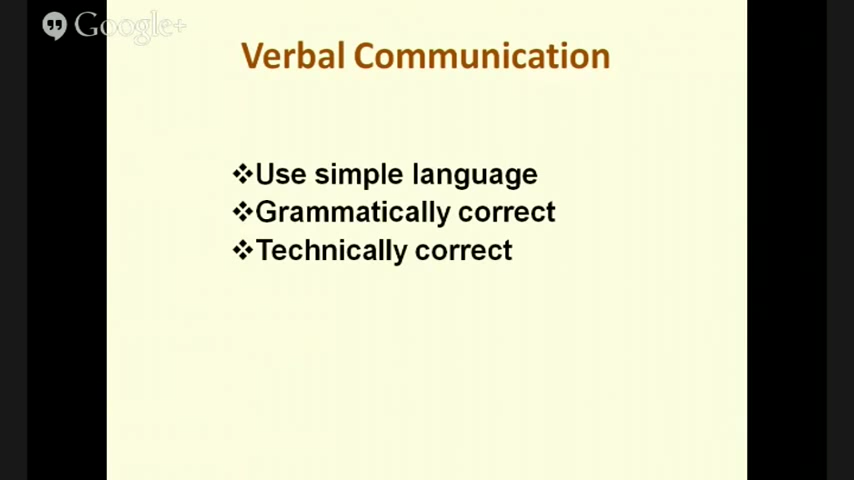 Google+
Verbal Communication
❖Use simple language
❖Grammatically correct
❖Technically correct